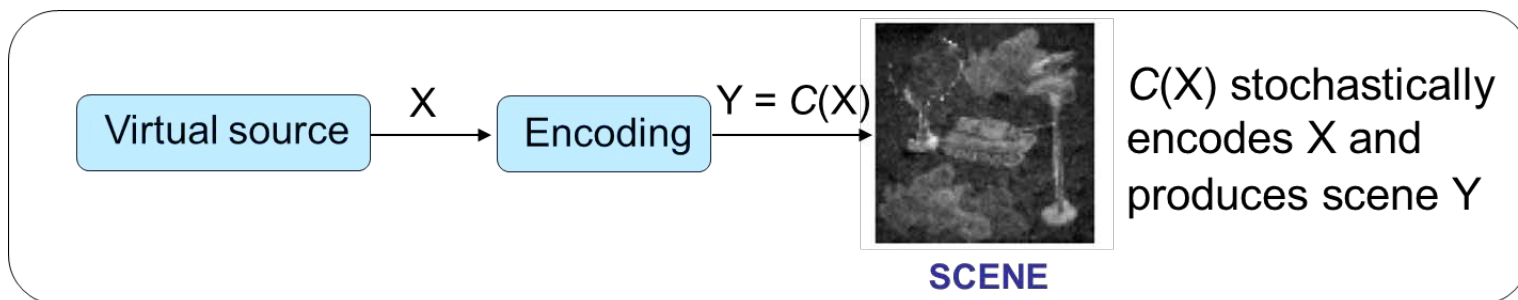 Virtual source
X
Encoding
Y = C(X)
SCENE
C(X) stochastically
encodes X and
produces scene Y